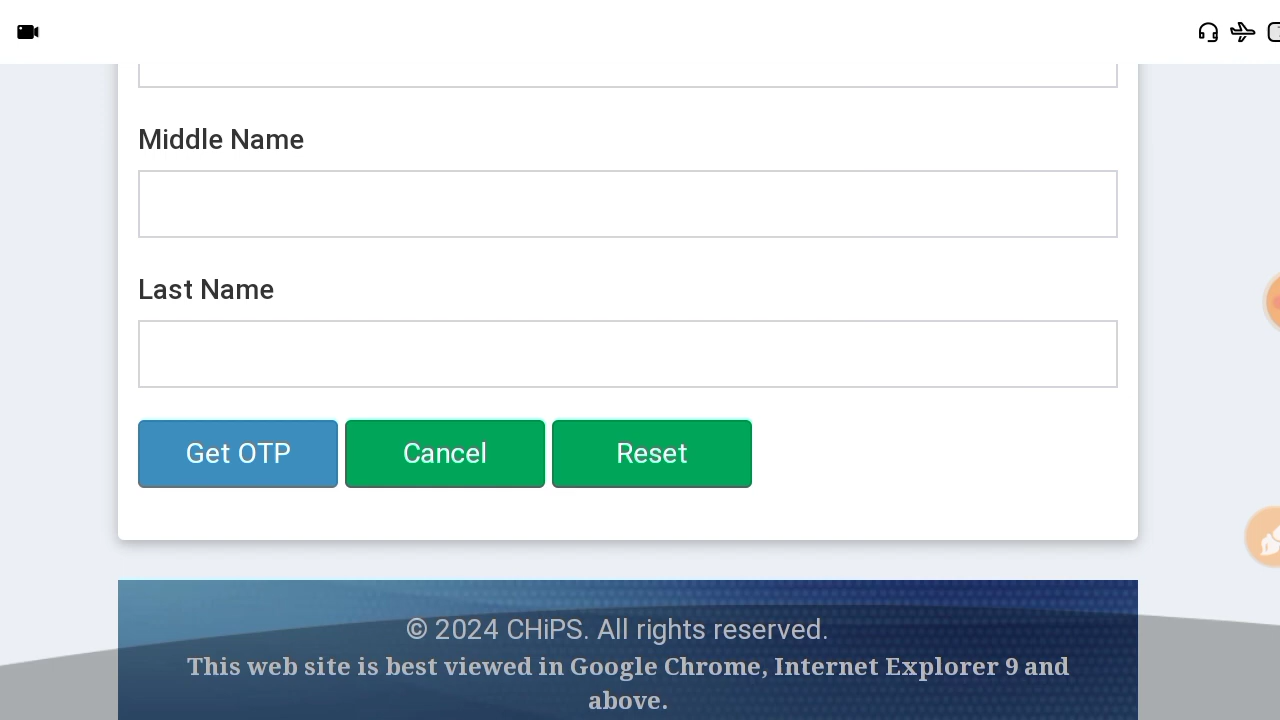 Middle Name
Last Name
Get OTP Cancel Reset
© 2024 CHiPS. All rights reserved.
This web site is best viewed in Google Chrome, Internet Explorer 9 and
above.